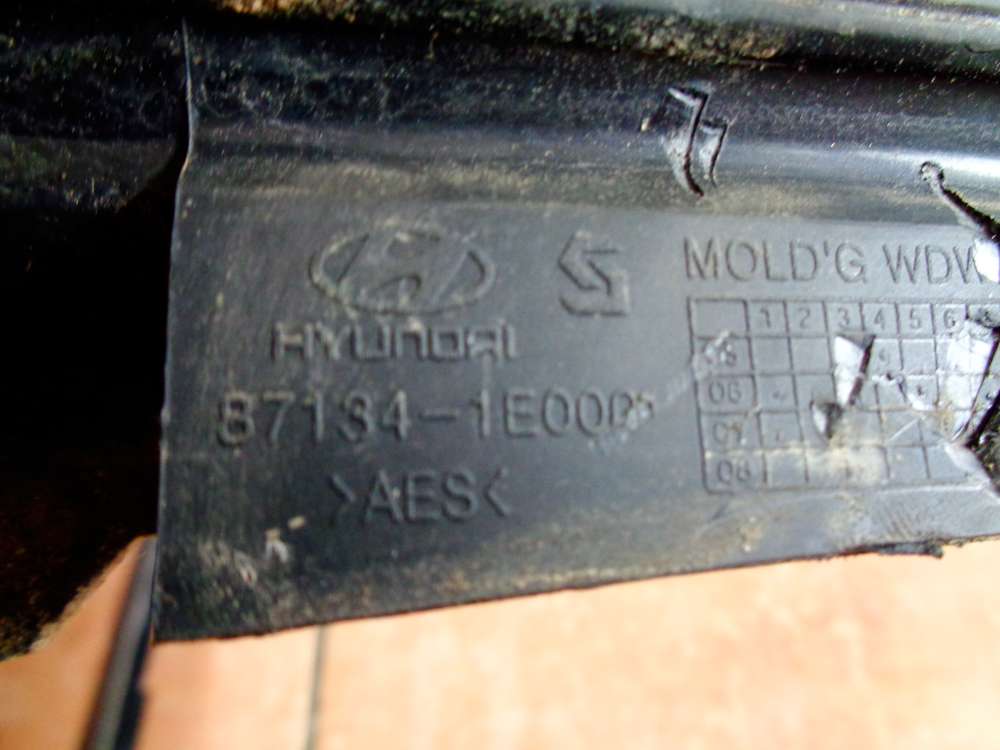 HYUNDAI
87134-1E000
>AES<
MOLD'G WDW
1 2 3 4 5 6
06
08